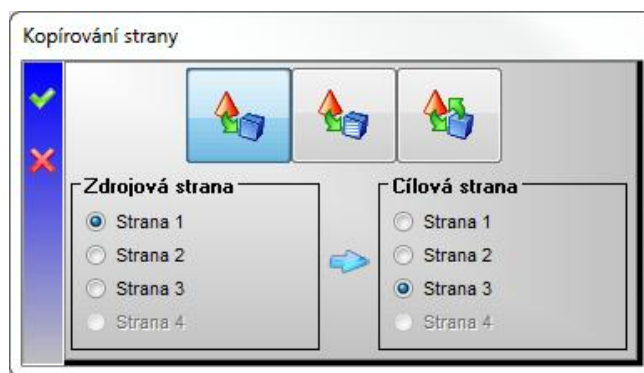 Kopírování strany
Zdrojová strana
Strana 1
Strana 2
Strana 3
Strana 4
Cílová strana
Strana 1
Strana 2
Strana 3
Strana 4